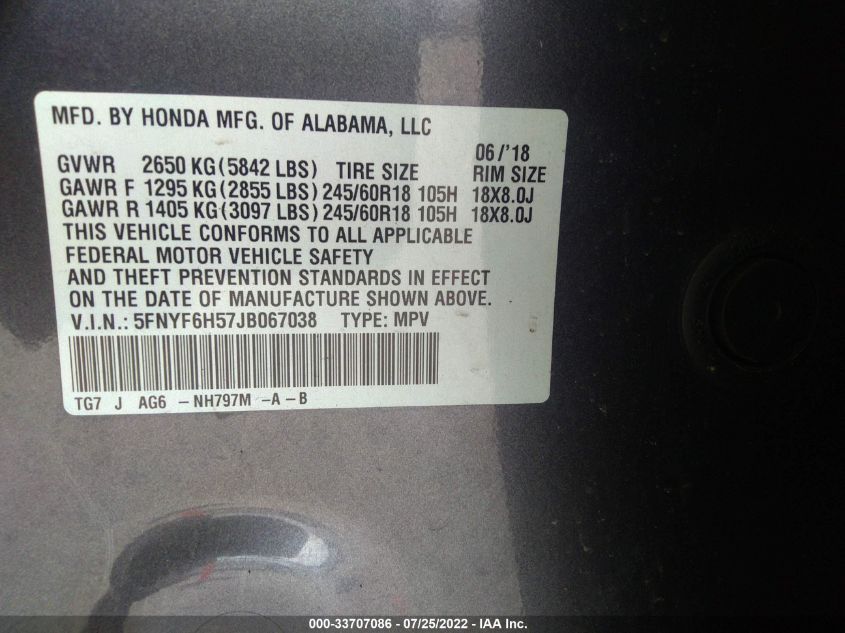 MFD. BY HONDA MFG. OF ALABAMA, LLC
06/'18
GVWR 2650 KG(5842 LBS) TIRE SIZE RIM SIZE
GAWR F 1295 KG(2855 LBS) 245/60R18 105H 18X8.0J
GAWR R 1405 KG(3097 LBS) 245/60R18 105H 18X8.0J
THIS VEHICLE CONFORMS TO ALL APPLICABLE
FEDERAL MOTOR VEHICLE SAFETY
AND THEFT PREVENTION STANDARDS IN EFFECT
ON THE DATE OF MANUFACTURE SHOWN ABOVE.
V.I.N.: 5FNYF6H57JB067038 TYPE: MPV
TG7 J AG6 -NH797M -A-B
000-33707086 - 07/25/2022 - IAA Inc.